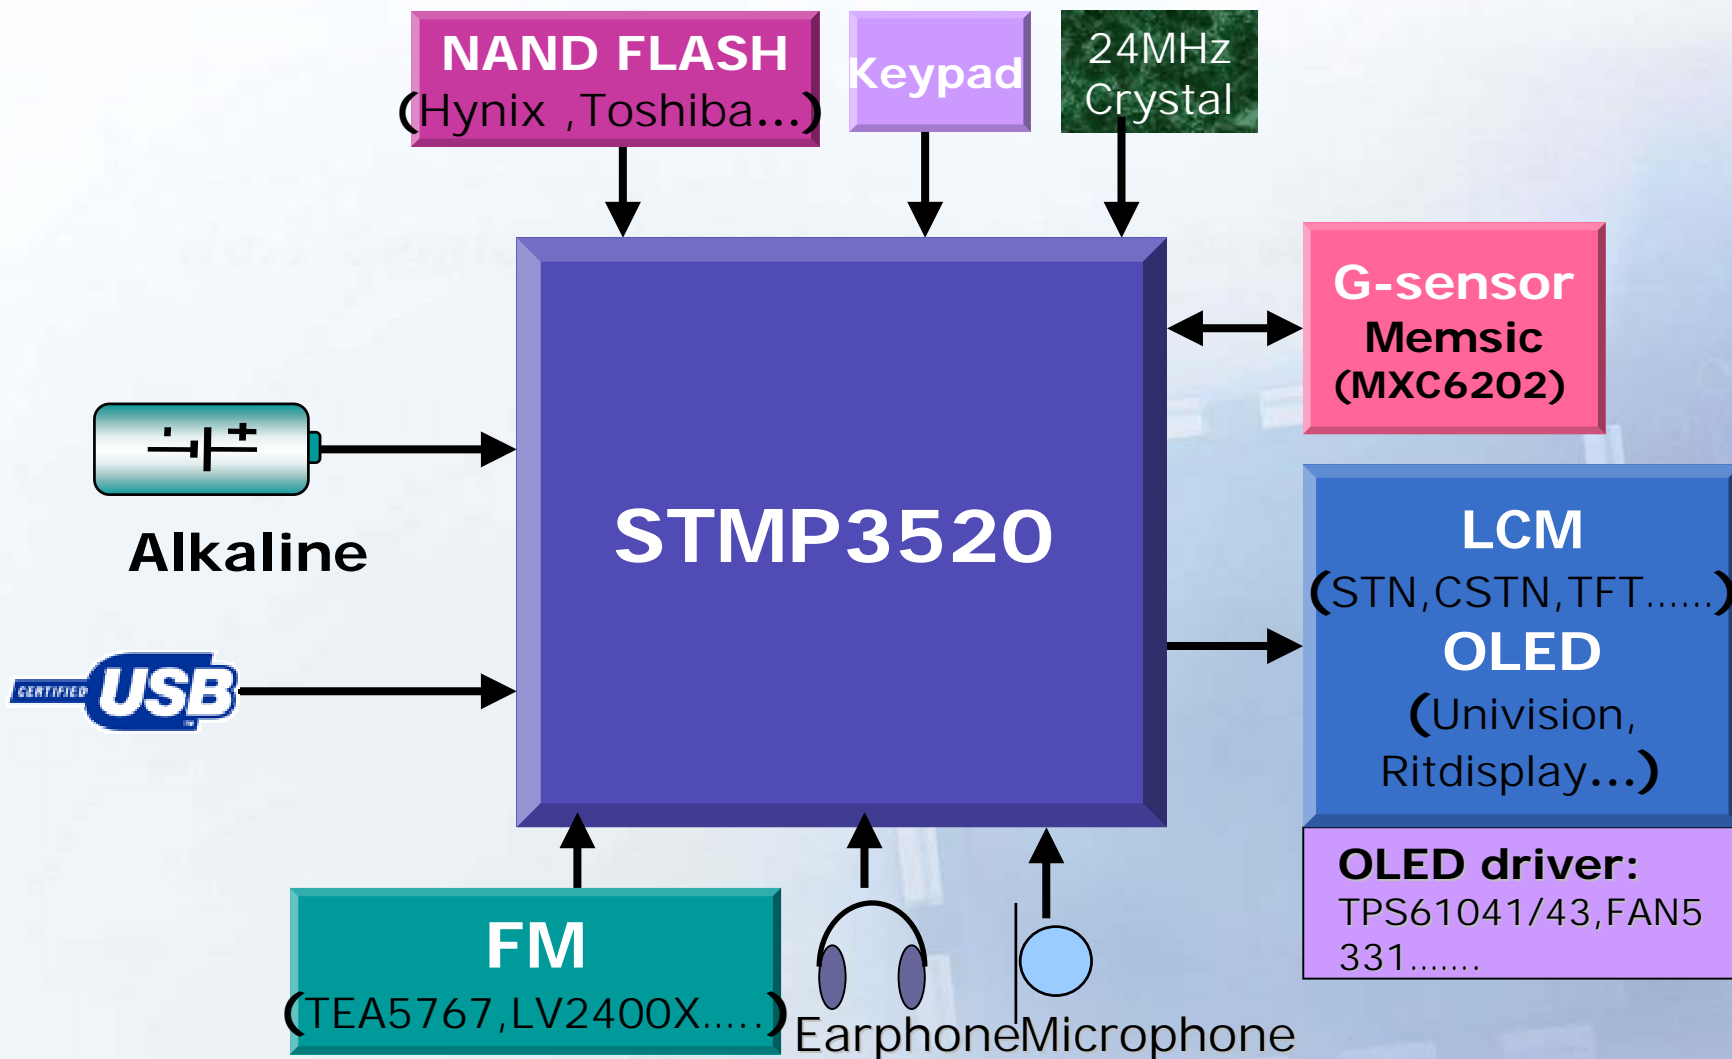 NAND FLASH
(Hynix ,Toshiba...)
Keypad
24MHz
Crystal
G-sensor
Memsic
(MXC6202)
Alkaline
STMP3520
LCM
(STN,CSTN,TFT......)
OLED
(Univision,
Ritdisplay...)
CERTIFIED USB
OLED driver:
TPS61041/43,FAN5
331.......
FM
(TEA5767,LV2400X.....)
Earphone
Microphone